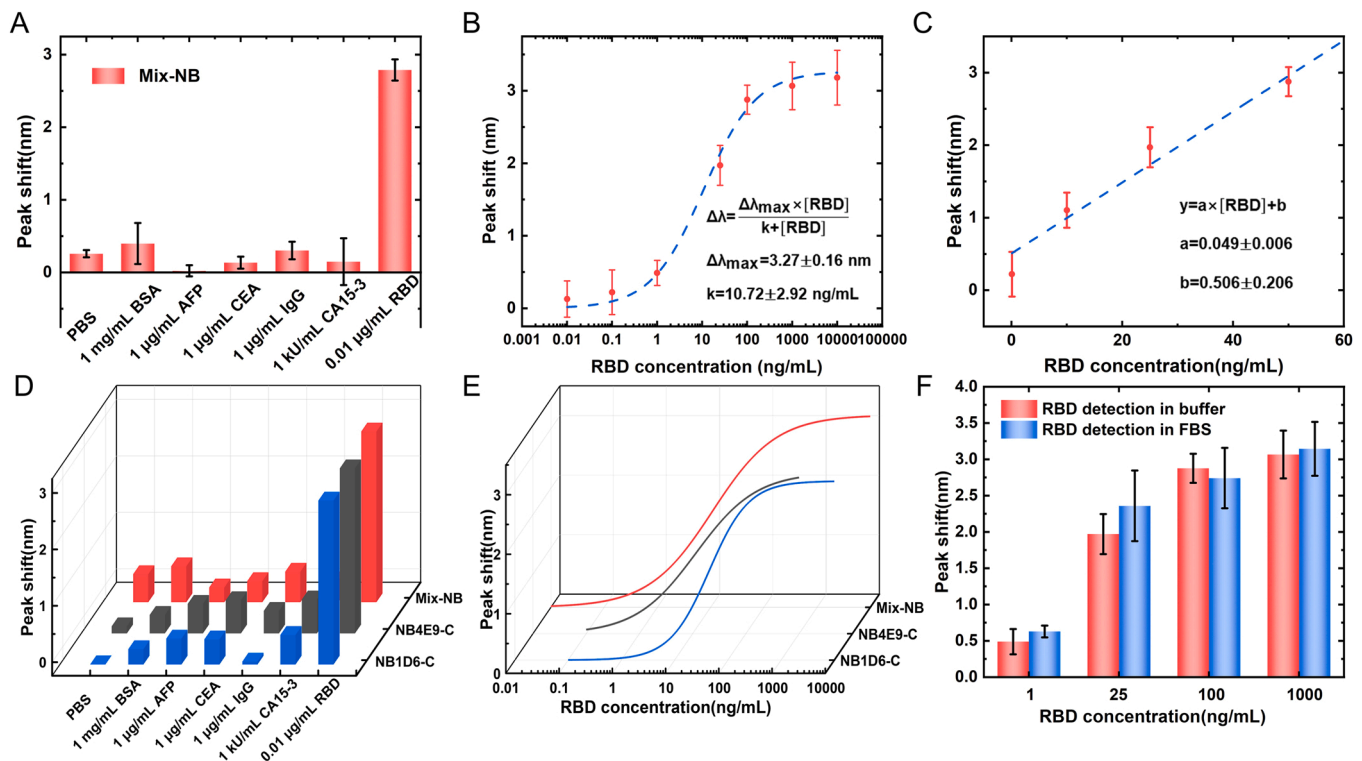 A
Peak shift(nm)
3
2
1
0
Mix-NB
PBS
1 mg/mL BSA
1 μg/mL AFP
1 μg/mL CEA
1 μg/mL IgG
1 kU/mL CA15-3
0.01 μg/mL RBD
B
Peak shift (nm)
3
2
1
0
Δλ=Δλmax×[RBD]
k+[RBD]
Δλmax=3.27±0.16 nm
k=10.72±2.92 ng/mL
0.01 0.1 1 10 100 1000 10000 100000
RBD concentration (ng/mL)
C
Peak shift(nm)
3
2
1
0
y=a×[RBD]+b
a=0.049±0.006
b=0.506±0.206
0 20 40 60
RBD concentration (ng/mL)
D
Peak shift(nm)
3
2
1
0
Mix-NB
NB4E9-C
NB1D6-C
PBS
1 mg/mL BSA
1 μg/mL AFP
1 μg/mL CEA
1 μg/mL IgG
1 kU/mL CA15-3
0.01 μg/mL RBD
E
Peak shift(nm)
3
2
1
0
Mix-NB
NB4E9-C
NB1D6-C
0.01 0.1 1 10 100 1000 10000
RBD concentration(ng/mL)
F
Peak shift(nm)
4.0
3.5
3.0
2.5
2.0
1.5
1.0
0.5
0.0
RBD detection in buffer
RBD detection in FBS
1 25 100 1000
RBD concentration(ng/mL)